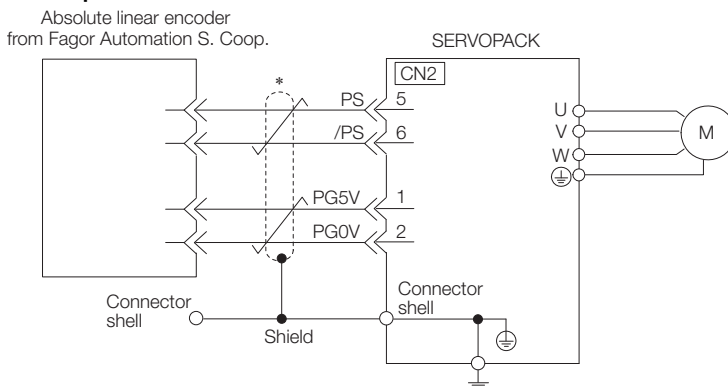 Absolute linear encoder
from Fagor Automation S. Coop.
SERVOPACK
CN2
*
PS 5
/PS 6
PG5V 1
PG0V 2
U
V
W
M
Connector
shell
Shield
Connector
shell